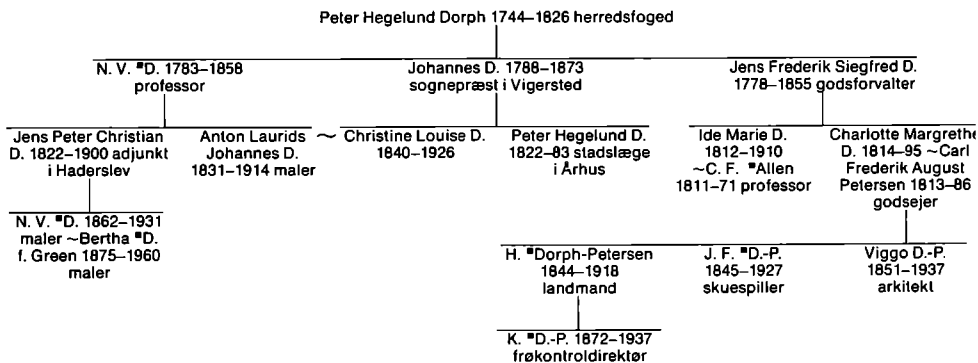 Peter Hegelund Dorph 1744–1826 herredsfoged
N. V. ■D. 1783–1858
professor
Johannes D. 1788–1873
sognepræst i Vigersted
Jens Frederik Siegfred D.
1778–1855 godsforvalter
Jens Peter Christian
D. 1822–1900 adjunkt
i Haderslev
Anton Laurids
Johannes D.
1831–1914 maler
~
Christine Louise D.
1840–1926
Peter Hegelund D.
1822–83 stadslæge
i Århus
Ide Marie D.
1812–1910
~C. F. ■Allen
1811–71 professor
Charlotte Margrethe
D. 1814–95 ~Carl
Frederik August
Petersen 1813–86
godsejer
N. V. ■D. 1862–1931
maler ~Bertha ■D.
f. Green 1875–1960
maler
H. ■Dorph-Petersen
1844–1918
landmand
J. F. ■D.-P.
1845–1927
skuespiller
Viggo D.-P.
1851–1937
arkitekt
K. ■D.-P. 1872–1937
frøkontroldirektør